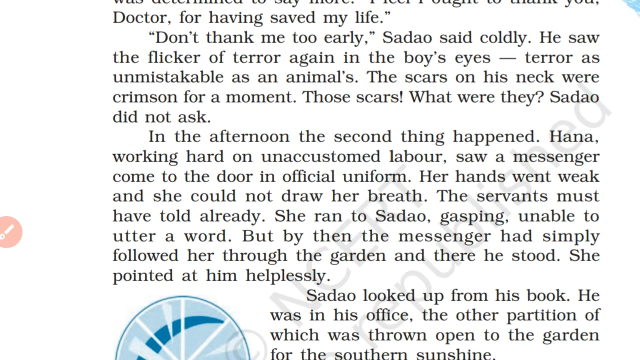 was determined to say more. "I feel I ought to thank you,
Doctor, for having saved my life."
"Don't thank me too early," Sadao said coldly. He saw
the flicker of terror again in the boy's eyes — terror as
unmistakable as an animal's. The scars on his neck were
crimson for a moment. Those scars! What were they? Sadao
did not ask.
In the afternoon the second thing happened. Hana,
working hard on unaccustomed labour, saw a messenger
come to the door in official uniform. Her hands went weak
and she could not draw her breath. The servants must
have told already. She ran to Sadao, gasping, unable to
utter a word. But by then the messenger had simply
followed her through the garden and there he stood. She
pointed at him helplessly.
Sadao looked up from his book. He
was in his office, the other partition of
which was thrown open to the garden
for the southern sunshine.
© NCERT
republished